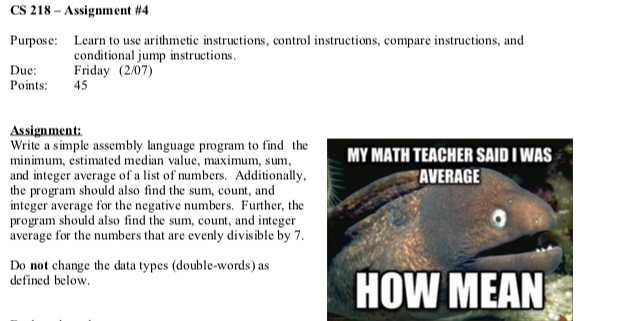 CS 218 – Assignment #4
Purpose: Learn to use arithmetic instructions, control instructions, compare instructions, and
conditional jump instructions.
Due: Friday (2/07)
Points: 45
Assignment:
Write a simple assembly language program to find the
minimum, estimated median value, maximum, sum,
and integer average of a list of numbers. Additionally,
the program should also find the sum, count, and
integer average for the negative numbers. Further, the
program should also find the sum, count, and integer
average for the numbers that are evenly divisible by 7.
Do not change the data types (double-words) as
defined below.
MY MATH TEACHER SAID I WAS
AVERAGE
HOW MEAN